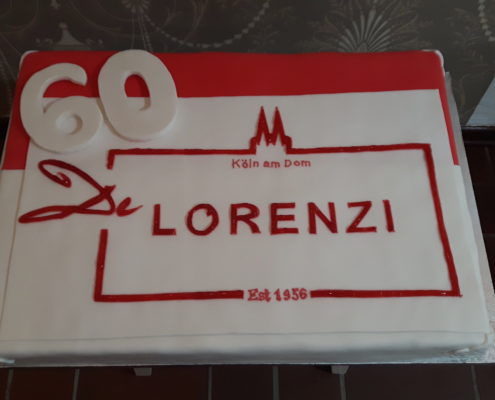 60
Köln am Dom
De LORENZI
Est 1956